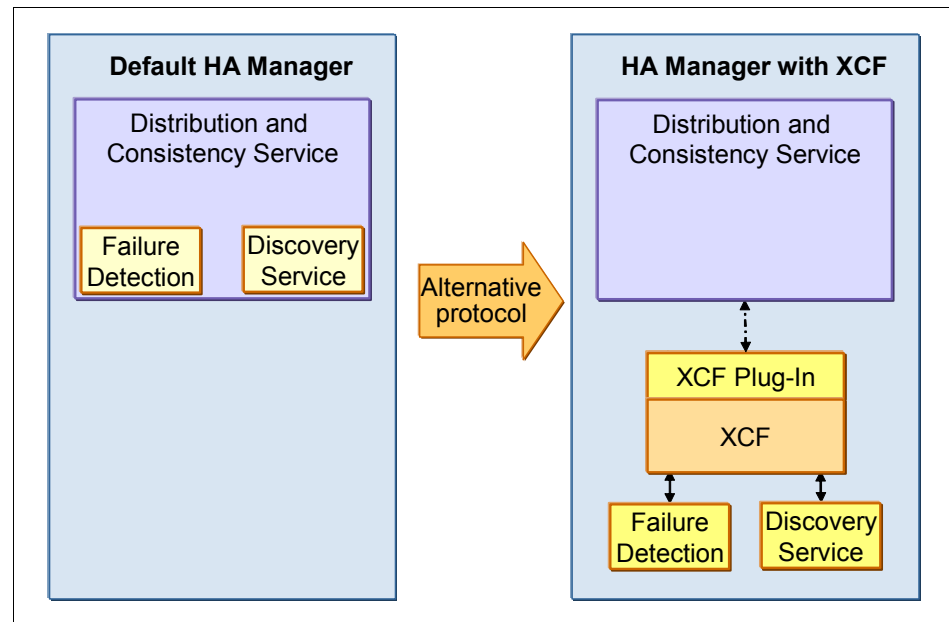 Default HA Manager
Distribution and
Consistency Service
Failure
Detection
Discovery
Service
Alternative
protocol
HA Manager with XCF
Distribution and
Consistency Service
XCF Plug-In
XCF
Failure
Detection
Discovery
Service